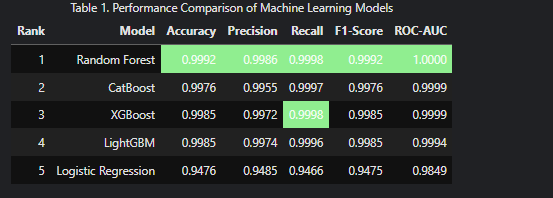 Table 1. Performance Comparison of Machine Learning Models
Rank Model Accuracy Precision Recall F1-Score ROC-AUC
1 Random Forest 0.9992 0.9986 0.9998 0.9992 1.0000
2 CatBoost 0.9976 0.9955 0.9997 0.9976 0.9999
3 XGBoost 0.9985 0.9972 0.9998 0.9985 0.9999
4 LightGBM 0.9985 0.9974 0.9996 0.9985 0.9994
5 Logistic Regression 0.9476 0.9485 0.9466 0.9475 0.9849